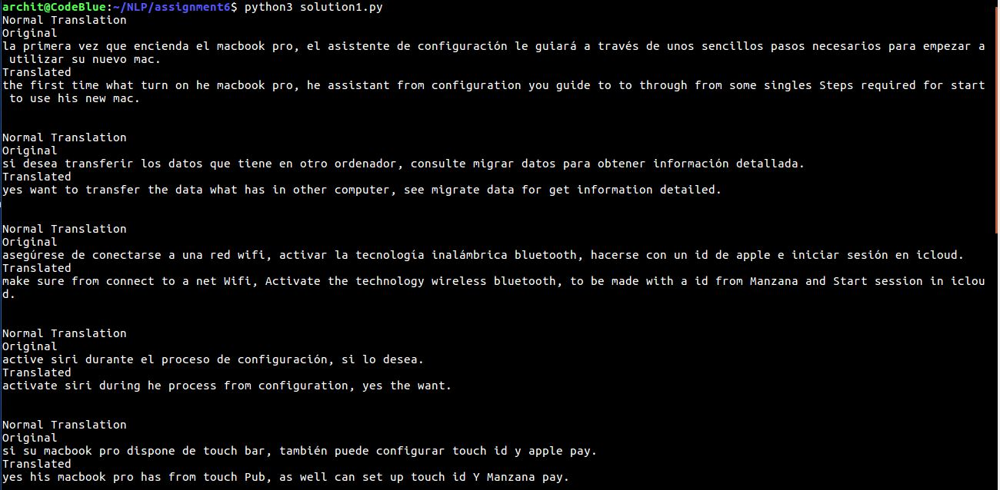 archit@CodeBlue:~/NLP/assignment6$ python3 solution1.py
Normal Translation
Original
la primera vez que encienda el macbook pro, el asistente de configuración le guiará a través de unos sencillos pasos necesarios para empezar a
 utilizar su nuevo mac.
Translated
the first time what turn on he macbook pro, he assistant from configuration you guide to to through from some singles Steps required for start
 to use his new mac.
Normal Translation
Original
si desea transferir los datos que tiene en otro ordenador, consulte migrar datos para obtener información detallada.
Translated
yes want to transfer the data what has in other computer, see migrate data for get information detailed.
Normal Translation
Original
asegúrese de conectarse a una red wifi, activar la tecnología inalámbrica bluetooth, hacerse con un id de apple e iniciar sesión en icloud.
Translated
make sure from connect to a net Wifi, Activate the technology wireless bluetooth, to be made with a id from Manzana and Start session in iclou
d.
Normal Translation
Original
active siri durante el proceso de configuración, si lo desea.
Translated
activate siri during he process from configuration, yes the want.
Normal Translation
Original
si su macbook pro dispone de touch bar, también puede configurar touch id y apple pay.
Translated
yes his macbook pro has from touch Pub, as well can set up touch id Y Manzana pay.